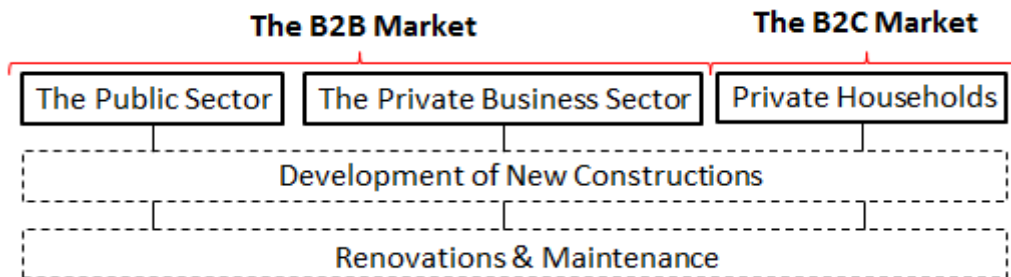 The B2B Market
The B2C Market
The Public Sector
The Private Business Sector
Private Households
Development of New Constructions
Renovations & Maintenance